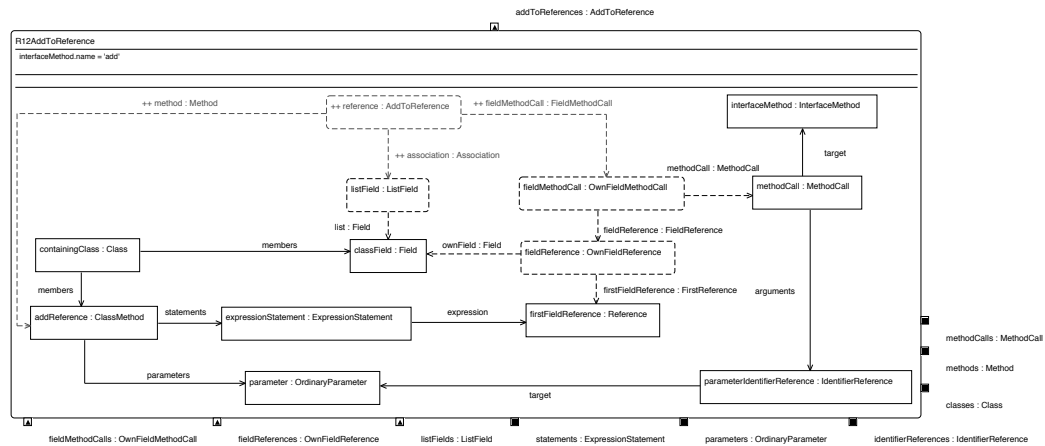 addToReferences : AddToReference
R12AddToReference
interfaceMethod.name = 'add'
++ method : Method
++ reference : AddToReference
++ fieldMethodCall : FieldMethodCall
interfaceMethod : InterfaceMethod
++ association : Association
target
methodCall : MethodCall
listField : ListField
fieldMethodCall : OwnFieldMethodCall
methodCall : MethodCall
list : Field
fieldReference : FieldReference
containingClass : Class
members
classField : Field
ownField : Field
fieldReference : OwnFieldReference
members
firstFieldReference : FirstReference
arguments
addReference : ClassMethod
statements
expressionStatement : ExpressionStatement
expression
firstFieldReference : Reference
methodCalls : MethodCall
methods : Method
parameters
parameter : OrdinaryParameter
target
parameterIdentifierReference : IdentifierReference
classes : Class
fieldMethodCalls : OwnFieldMethodCall
fieldReferences : OwnFieldReference
listFields : ListField
statements : ExpressionStatement
parameters : OrdinaryParameter
identifierReferences : IdentifierReference